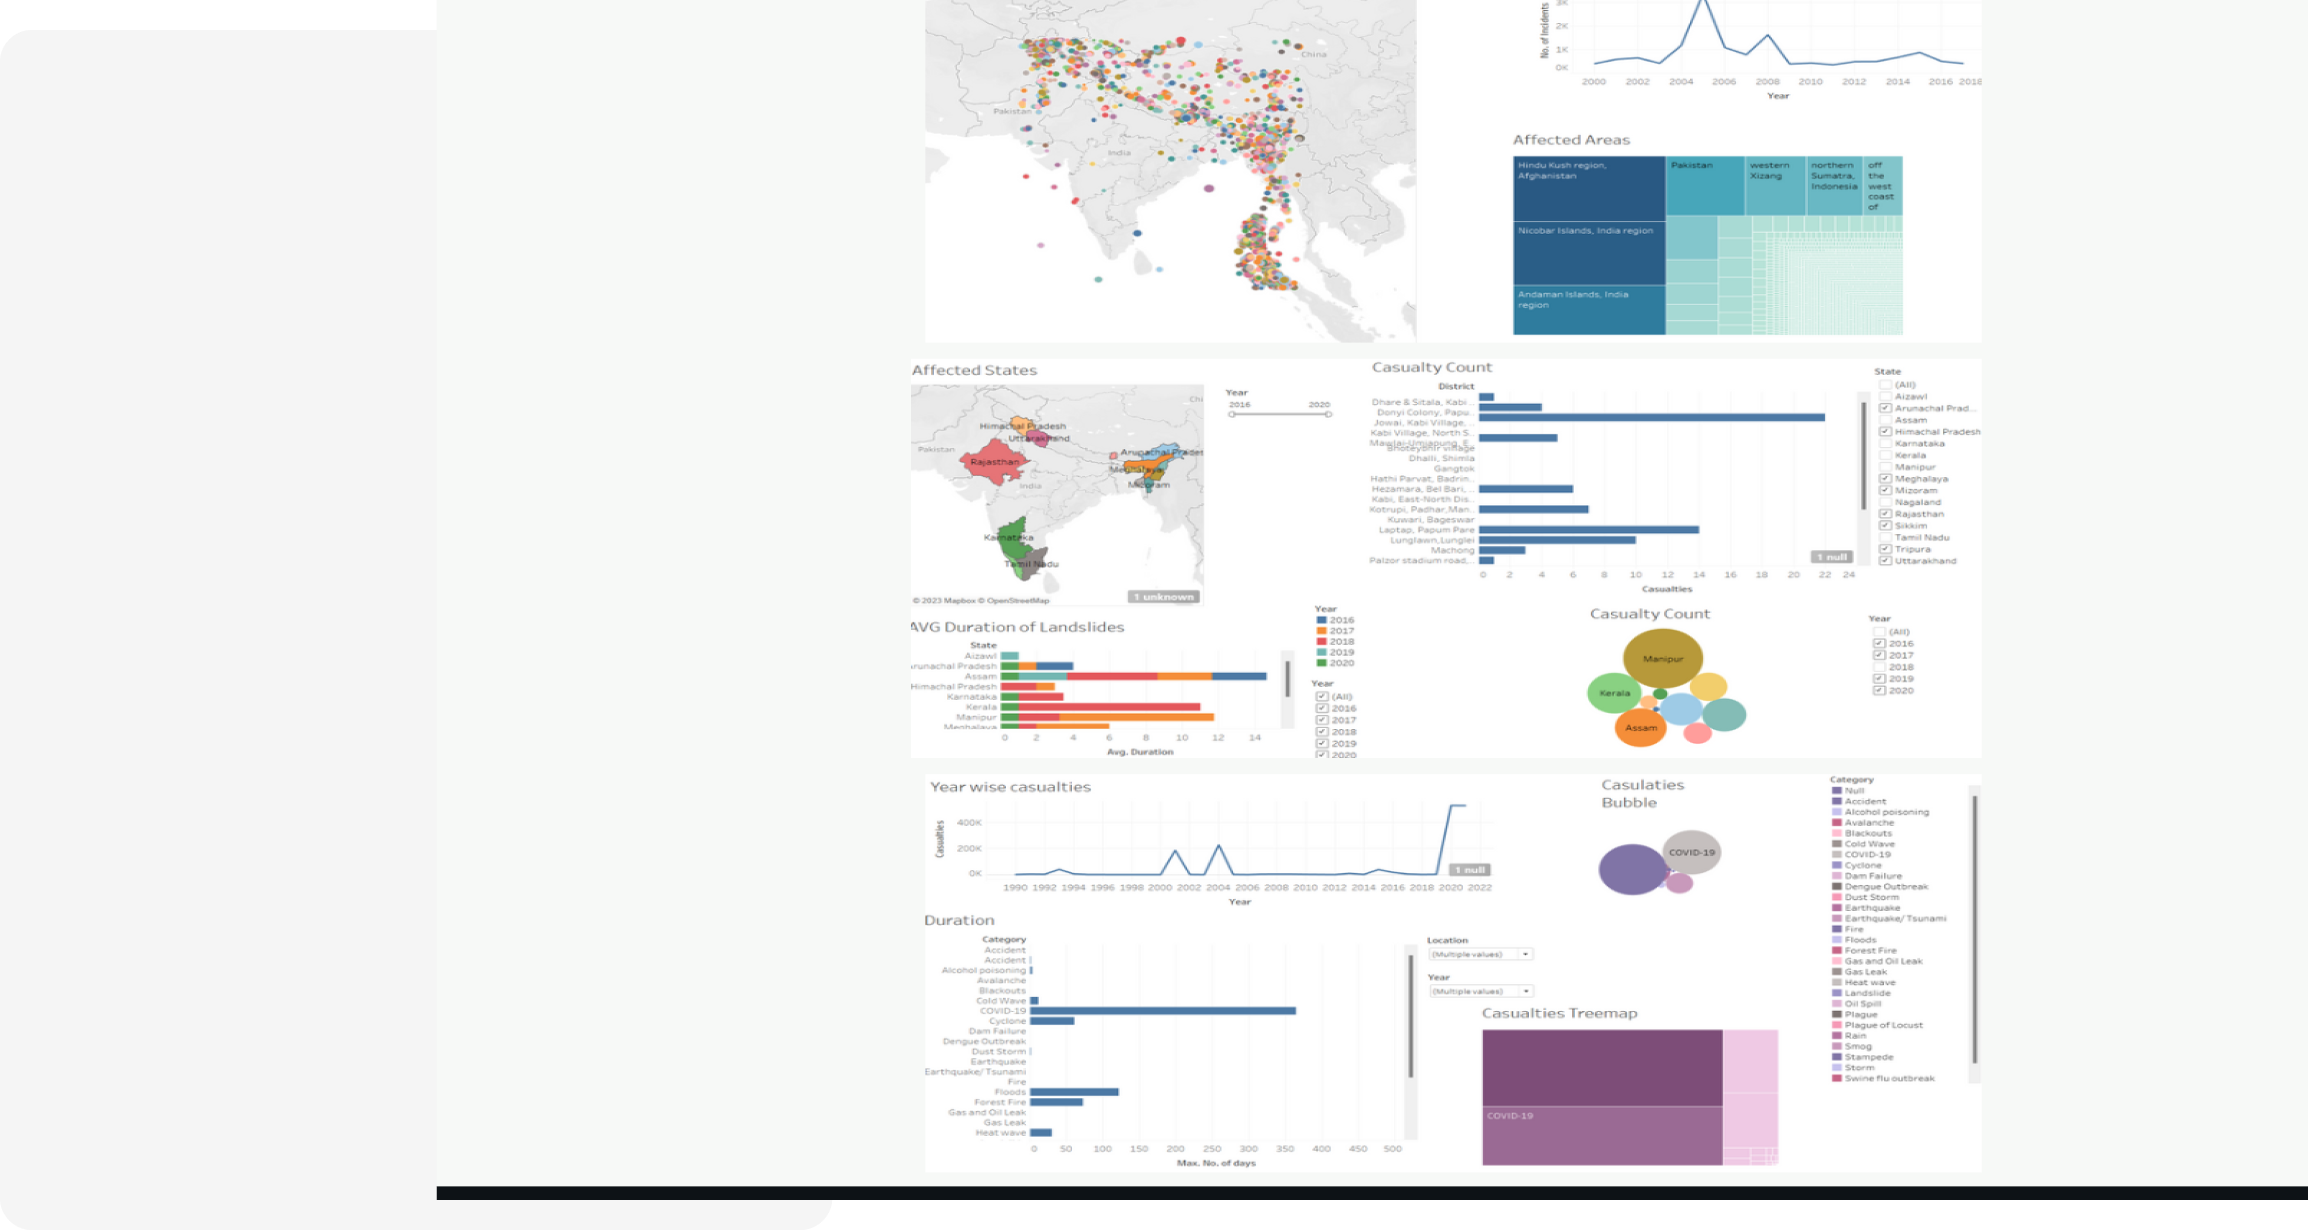 China
Pakistan
India
No. of Incidents
3K
2K
1K
0K
2000 2002 2004 2006 2008 2010 2012 2014 2016 2018
Year
Affected Areas
Hindu Kush region,
Afghanistan
Nicobar Islands, India region
Andaman Islands, India
region
Pakistan
western
Xizang
northern
Sumatra,
Indonesia
off
the
west
coast
of
Affected States
Himachal Pradesh
Uttarakhand
Pakistan
Rajasthan
India
Arunachal Prades
Meghalaya
Mizoram
Karnataka
Tamil Nadu
© 2023 Mapbox © OpenStreetMap
1 unknown
Year
2016 2020
Casualty Count
District
Dhare & Sitala, Kabi..
Donyi Colony, Papu..
Jowai, Kabi Village, ..
Kabi Village, North S..
Mawlai-Umjapung, E..
Dhalli, Shimla
Gangtok
Hathi Parvat, Badrin..
Hezamara, Bel Bari, ..
Kabi, East-North Dis..
Kotrupi, Padhar,Man..
Kuwari, Bageswar
Laptap, Papum Pare
Lunglawn,Lunglei
Machong
Palzor stadium road,..
1 null
0 2 4 6 8 10 12 14 16 18 20 22 24
Casualties
State
(All)
Aizawl
Arunachal Prad...
Assam
Himachal Pradesh
Karnataka
Kerala
Manipur
Meghalaya
Mizoram
Nagaland
Rajasthan
Sikkim
Tamil Nadu
Tripura
Uttarakhand
AVG Duration of Landslides
State
Aizawl
Arunachal Pradesh
Assam
Himachal Pradesh
Karnataka
Kerala
Manipur
Meghalaya
0 2 4 6 8 10 12 14
Avg. Duration
Year
2016
2017
2018
2019
2020
Year
(All)
2016
2017
2018
2019
2020
Casualty Count
Manipur
Kerala
Assam
Year
(All)
2016
2017
2018
2019
2020
Year wise casualties
Casualties
400K
200K
0K
1 null
1990 1992 1994 1996 1998 2000 2002 2004 2006 2008 2010 2012 2014 2016 2018 2020 2022
Year
Casulaties
Bubble
COVID-19
Category
Null
Accident
Alcohol poisoning
Avalanche
Blackouts
Cold Wave
COVID-19
Cyclone
Dam Failure
Dengue Outbreak
Dust Storm
Earthquake
Earthquake/ Tsunami
Fire
Floods
Forest Fire
Gas and Oil Leak
Gas Leak
Heat wave
Landslide
Oil Spill
Plague
Plague of Locust
Rain
Smog
Stampede
Storm
Swine flu outbreak
Duration
Category
Accident
Accident
Alcohol poisoning
Avalanche
Blackouts
Cold Wave
COVID-19
Cyclone
Dam Failure
Dengue Outbreak
Dust Storm
Earthquake
Earthquake/ Tsunami
Fire
Floods
Forest Fire
Gas and Oil Leak
Gas Leak
Heat wave
0 50 100 150 200 250 300 350 400 450 500
Max. No. of days
Location
(Multiple values)
Year
(Multiple values)
Casualties Treemap
COVID-19